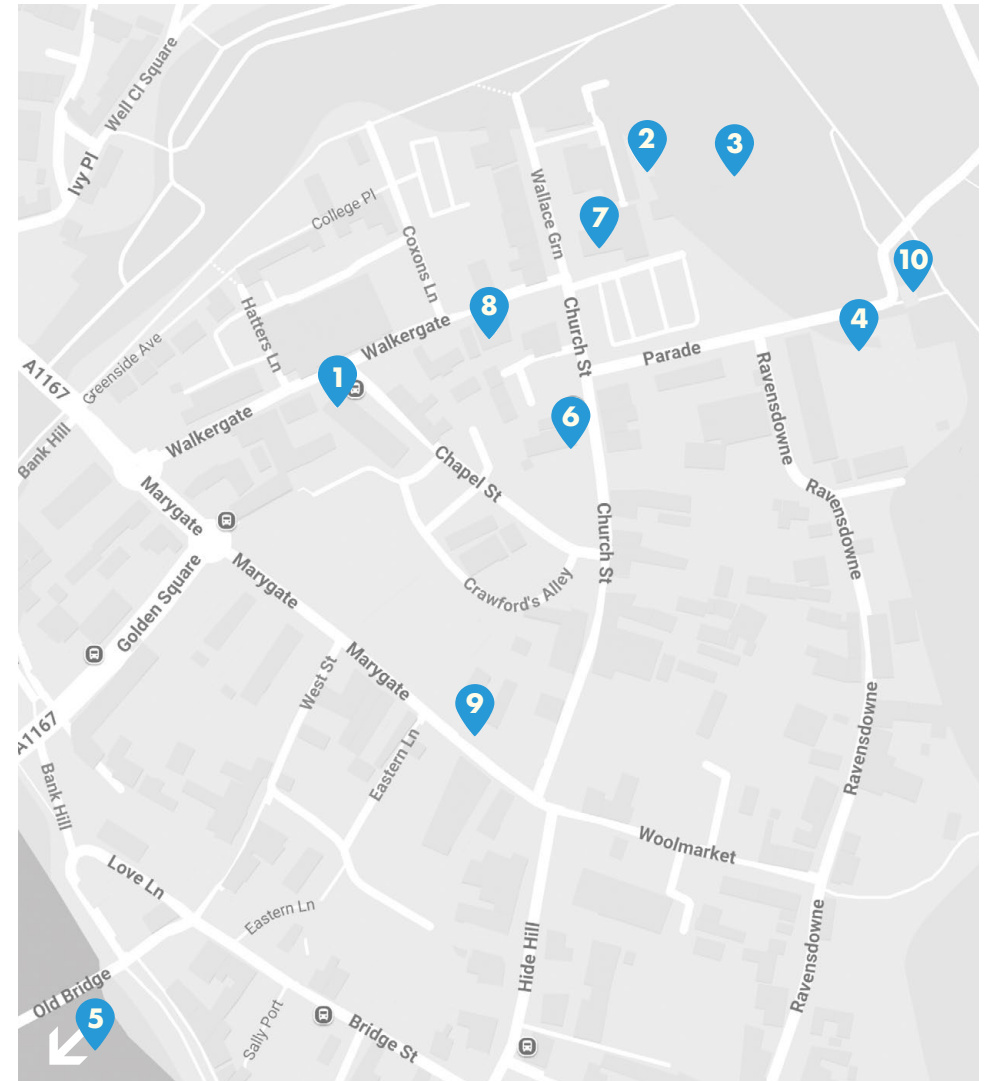 Well Cl Square
Ivy Pl
2
3
College Pl
Wallace Grn
7
Coxons Ln
10
8
Hatters Ln
Church St
4
Walkergate
Greenside Ave
Parade
A1167
1
Ravensdowne
6
Walkergate
Bank Hill
Chapel St
Marygate
Ravensdowne
Church St
Marygate
Crawford's Alley
Golden Square
Marygate
West St
9
Ravensdowne
A1167
Eastern Ln
Bank Hill
Woolmarket
Love Ln
Eastern Ln
Hide Hill
Ravensdowne
Old Bridge
5
Sally Port
Bridge St